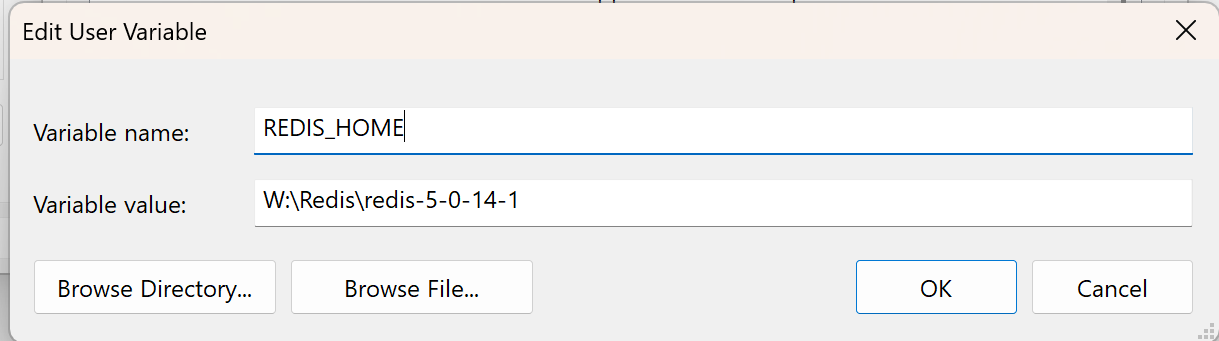 Edit User Variable
Variable name: REDIS_HOME
Variable value: W:\Redis\redis-5-0-14-1
Browse Directory... Browse File... OK Cancel